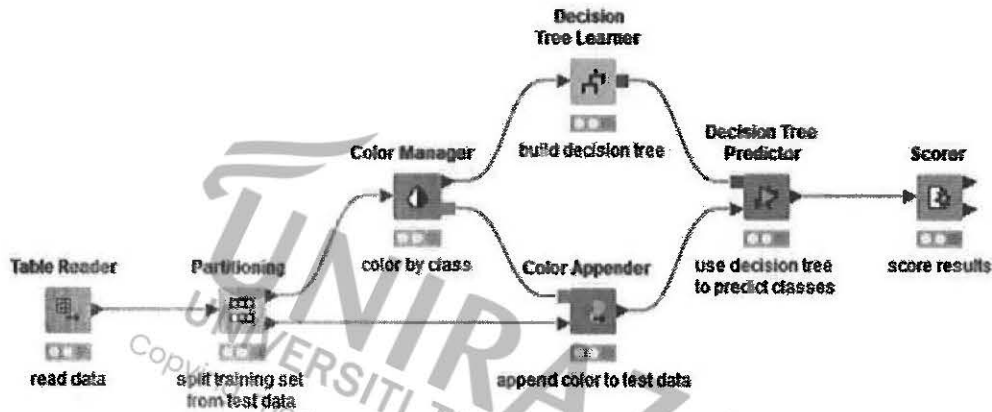 Decision
Tree Learner
build decision tree
Color Manager
color by class
Decision Tree
Predictor
use decision tree
to predict classes
Scorer
score results
Table Reader
read data
Partitioning
split training set
from test data
Color Appender
append color to test data
UNIRAZ
UNIVERSITI T
Copy